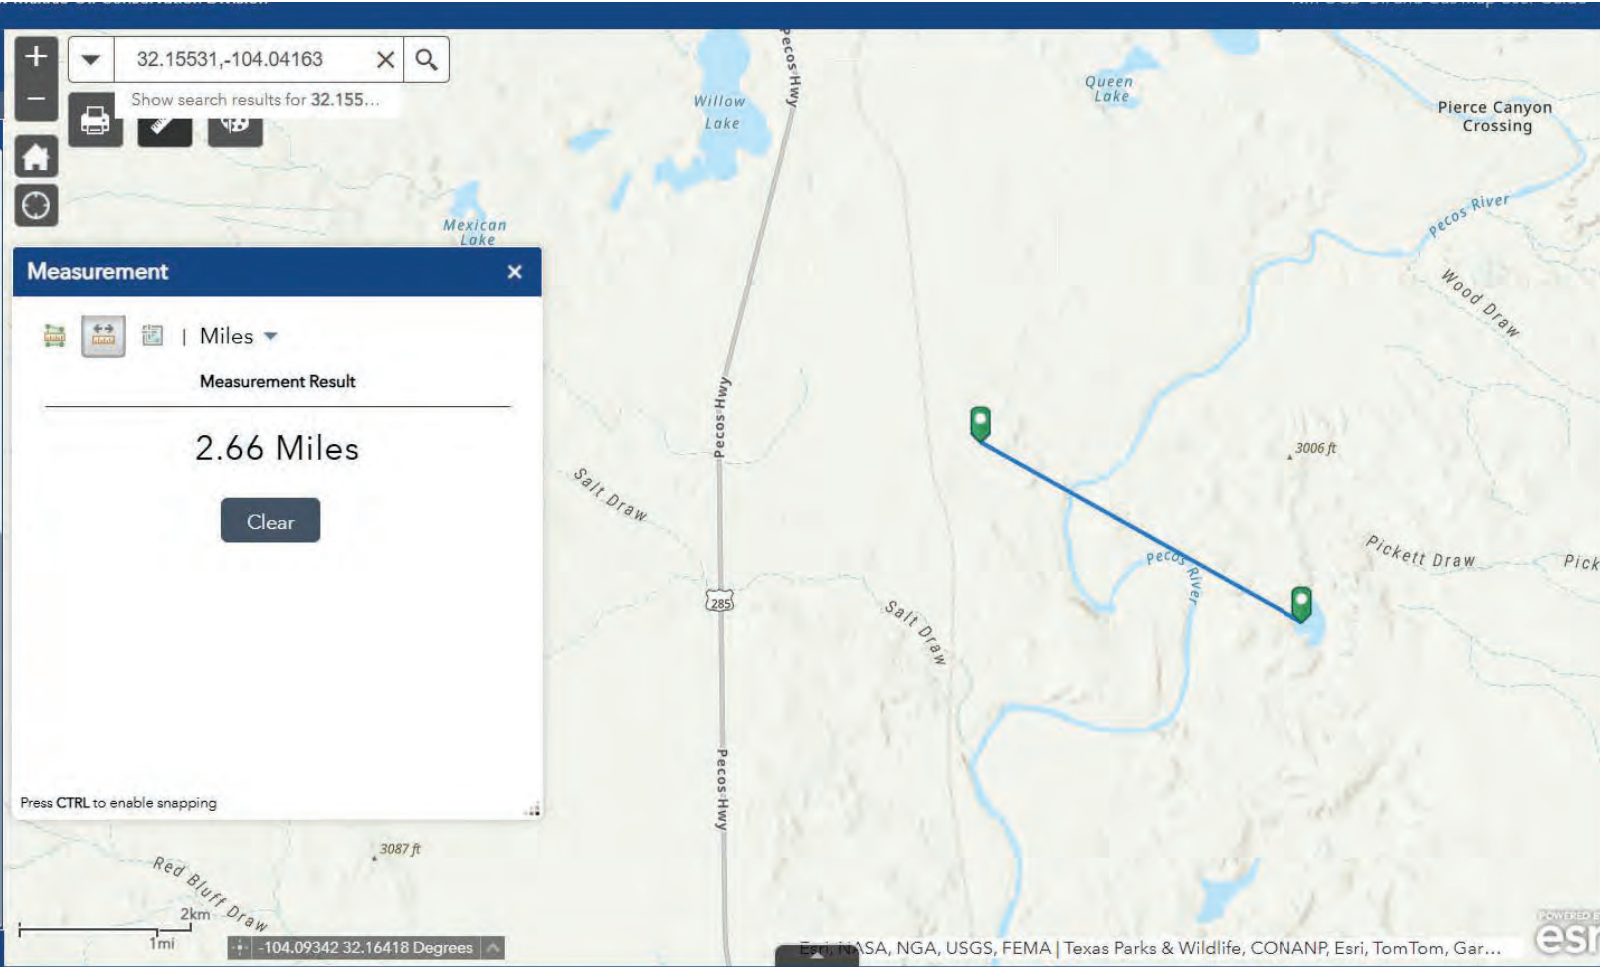 32.15531,-104.04163
Show search results for 32.155...
Pecos Hwy
Willow
Lake
Queen
Lake
Pierce Canyon
Crossing
Pecos River
Mexican
Lake
Wood Draw
Measurement
| Miles
Measurement Result
2.66 Miles
Clear
Press CTRL to enable snapping
Pecos Hwy
Salt Draw
3006 ft
Pecos River
Pickett Draw
Pick
285
Salt Draw
Pecos Hwy
3087 ft
Red Bluff Draw
2km
1mi
-104.09342 32.16418 Degrees
Esri, NASA, NGA, USGS, FEMA | Texas Parks & Wildlife, CONANP, Esri, TomTom, Gar...
POWERED B
esr